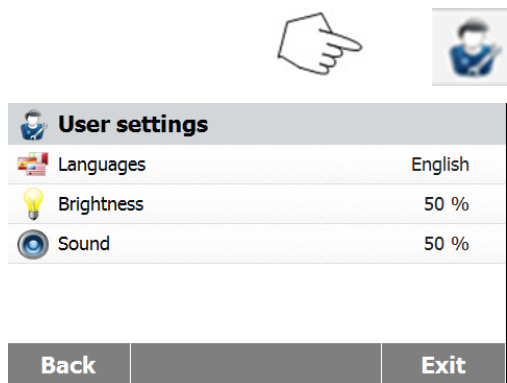 User settings
Languages English
Brightness 50 %
Sound 50 %
Back Exit